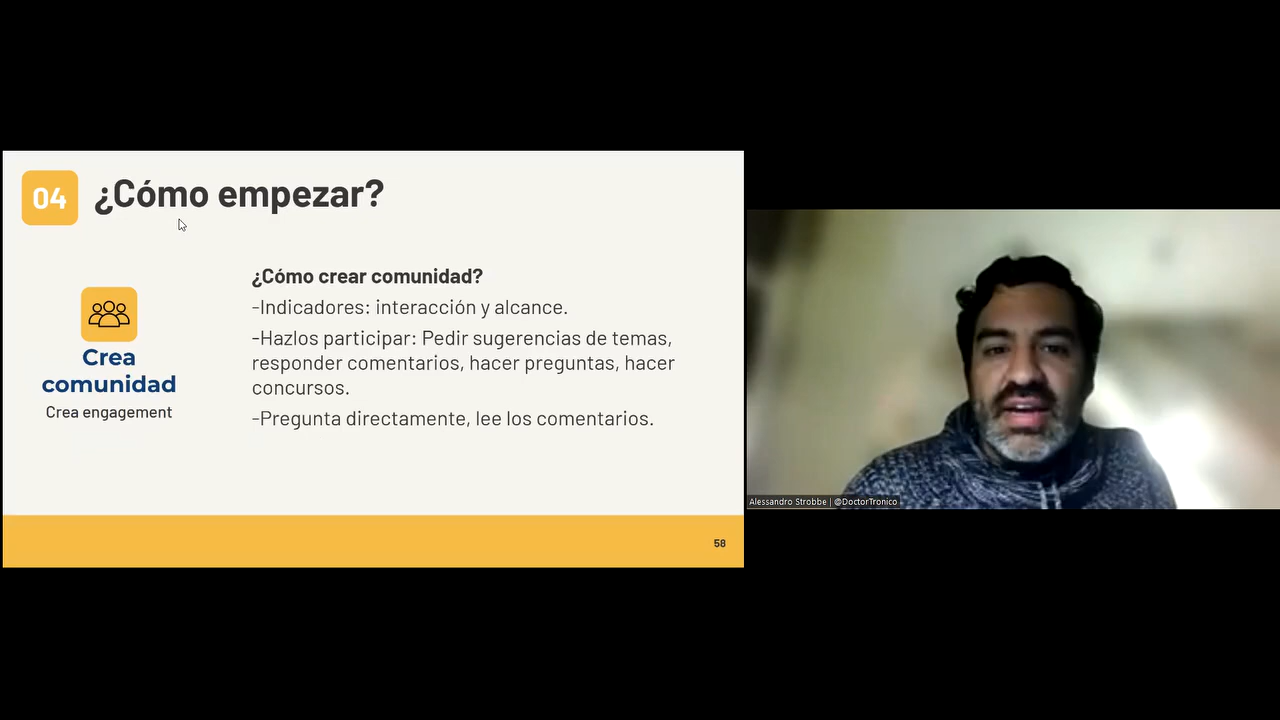 04
¿Cómo empezar?
¿Cómo crear comunidad?
-Indicadores: interacción y alcance.
-Hazlos participar: Pedir sugerencias de temas,
responder comentarios, hacer preguntas, hacer
concursos.
-Pregunta directamente, lee los comentarios.
Crea
comunidad
Crea engagement
58
Alessandro Strobbe | @DoctorTronico